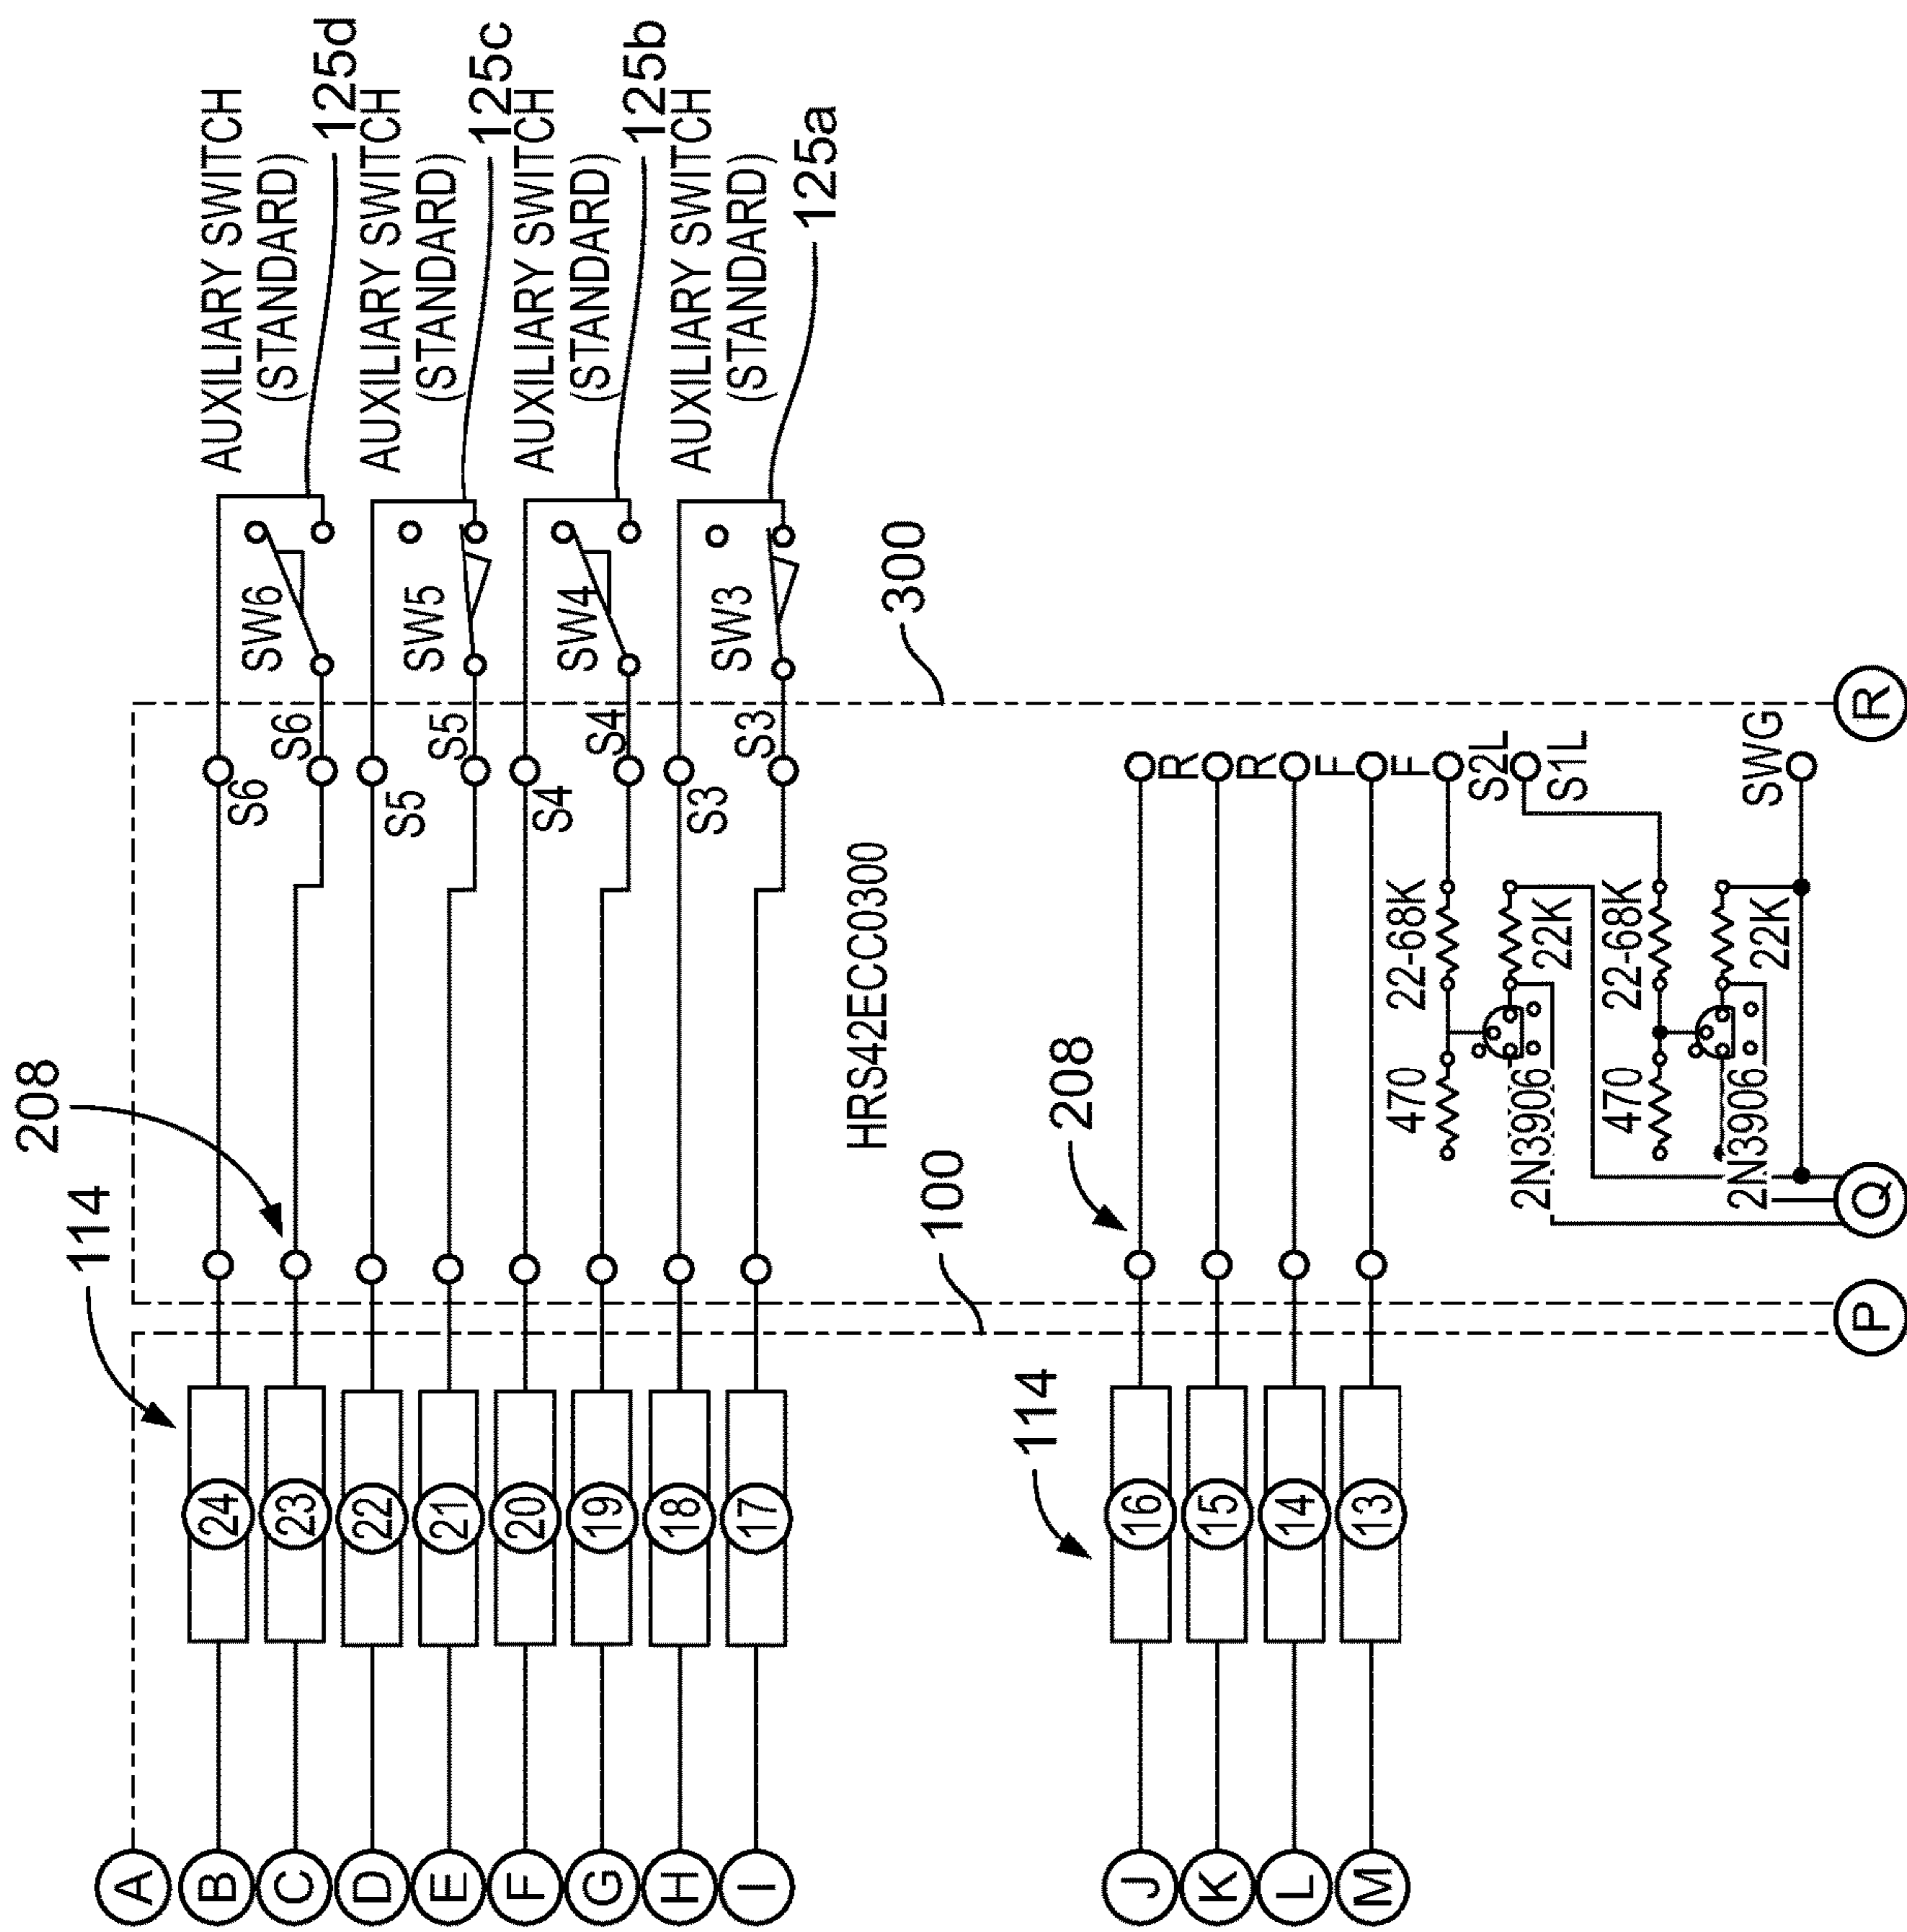 AUXILIARY SWITCH
(STANDARD)
125d
AUXILIARY SWITCH
(STANDARD)
125c
AUXILIARY SWITCH
(STANDARD)
125b
AUXILIARY SWITCH
(STANDARD)
125a
SW6
SW5
SW4
SW3
300
S6
S6
S5
S5
S4
S4
S3
S3
R
R
F
F
S2L
S1L
SWG
R
HRS42ECC0300
22-68K
22K
22-68K
22K
470
2N3906
470
2N3906
208
208
114
100
Q
P
114
24
23
22
21
20
19
18
17
16
15
14
13
A
B
C
D
E
F
G
H
I
J
K
L
M